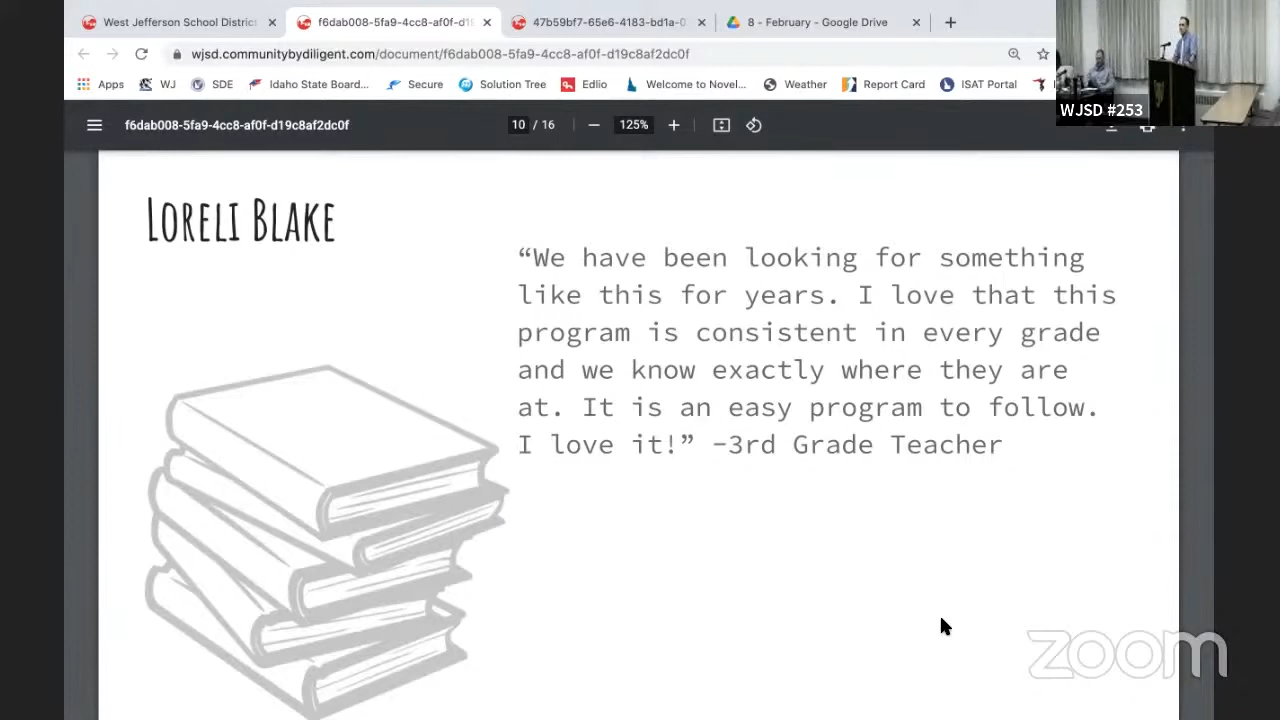 West Jefferson School Distric
f6dab008-5fa9-4cc8-af0f-d1
47b59bf7-65e6-4183-bd1a-0
8 - February - Google Drive
wjsd.communitybydiligent.com/document/f6dab008-5fa9-4cc8-af0f-d19c8af2dc0f
Apps WJ SDE Idaho State Board... Secure Solution Tree Edlio Welcome to Novel... Weather Report Card ISAT Portal
WJSD #253
f6dab008-5fa9-4cc8-af0f-d19c8af2dc0f 10 / 16 125%
LORELI BLAKE
“We have been looking for something
like this for years. I love that this
program is consistent in every grade
and we know exactly where they are
at. It is an easy program to follow.
I love it!” -3rd Grade Teacher
zoom